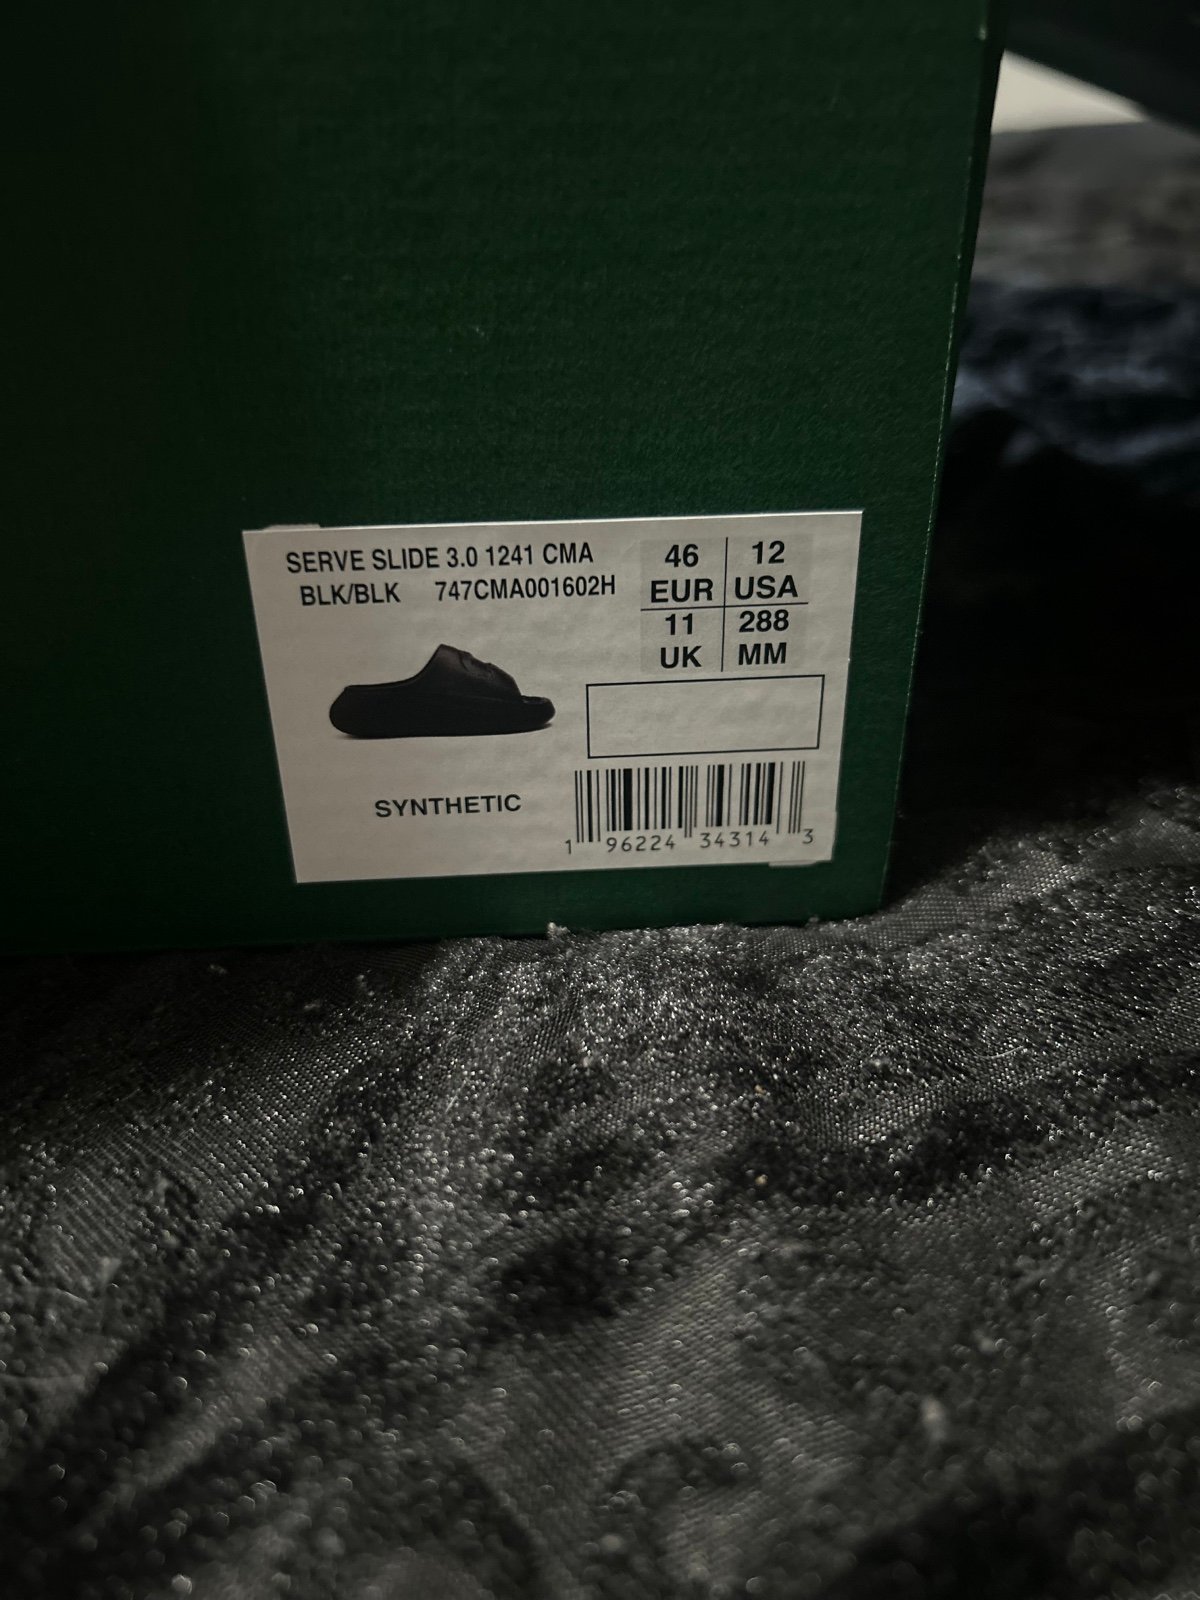 SERVE SLIDE 3.0 1241 CMA
BLK/BLK 747CMA001602H
46 12
EUR USA
11 288
UK MM
SYNTHETIC
1 96224 34314 3